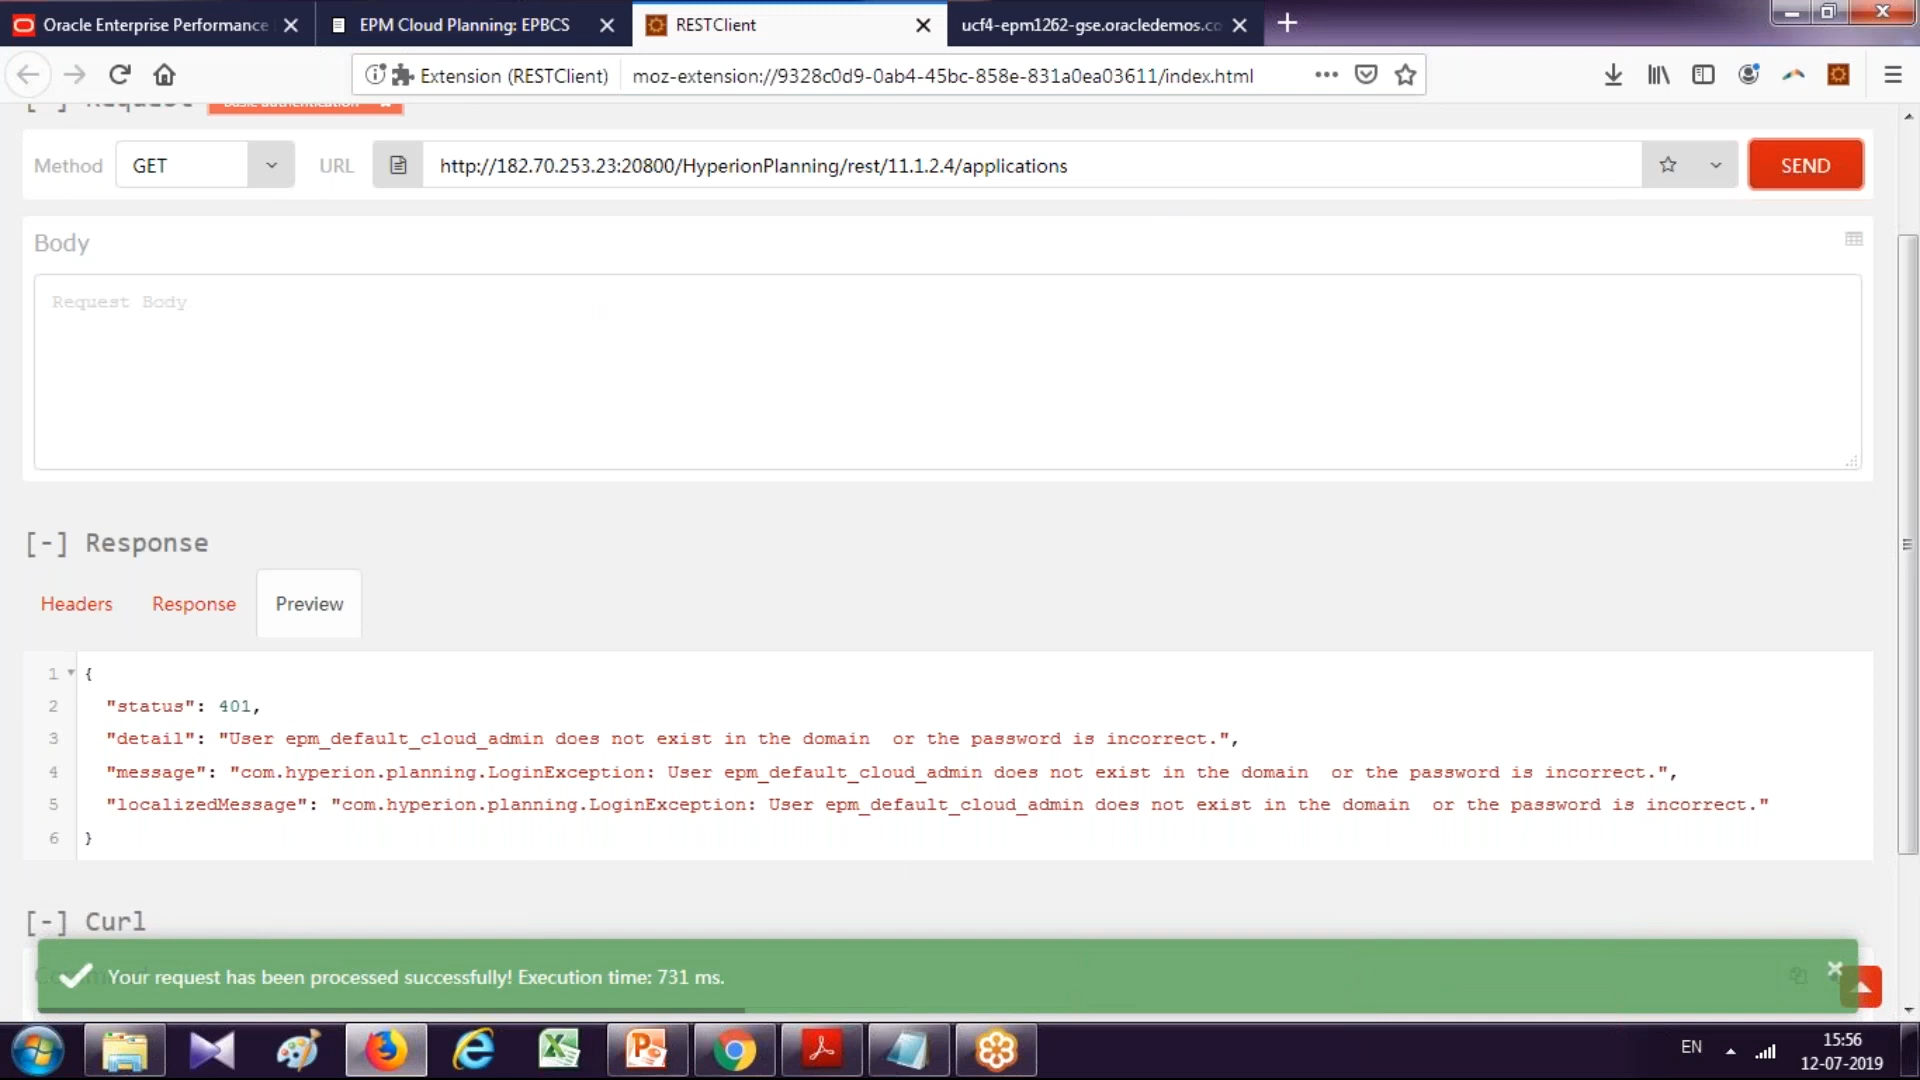 Oracle Enterprise Performance
EPM Cloud Planning: EPBCS
RESTClient
ucf4-epm1262-gse.oracledemos.co
Extension (RESTClient)
moz-extension://9328c0d9-0ab4-45bc-858e-831a0ea03611/index.html
[-] Request
Basic authentication
Method
GET
URL
http://182.70.253.23:20800/HyperionPlanning/rest/11.1.2.4/applications
SEND
Body
Request Body
[-] Response
Headers
Response
Preview
1 {
2 "status": 401,
3 "detail": "User epm_default_cloud_admin does not exist in the domain  or the password is incorrect.",
4 "message": "com.hyperion.planning.LoginException: User epm_default_cloud_admin does not exist in the domain  or the password is incorrect.",
5 "localizedMessage": "com.hyperion.planning.LoginException: User epm_default_cloud_admin does not exist in the domain  or the password is incorrect."
6 }
[-] Curl
Your request has been processed successfully! Execution time: 731 ms.
EN
15:56
12-07-2019